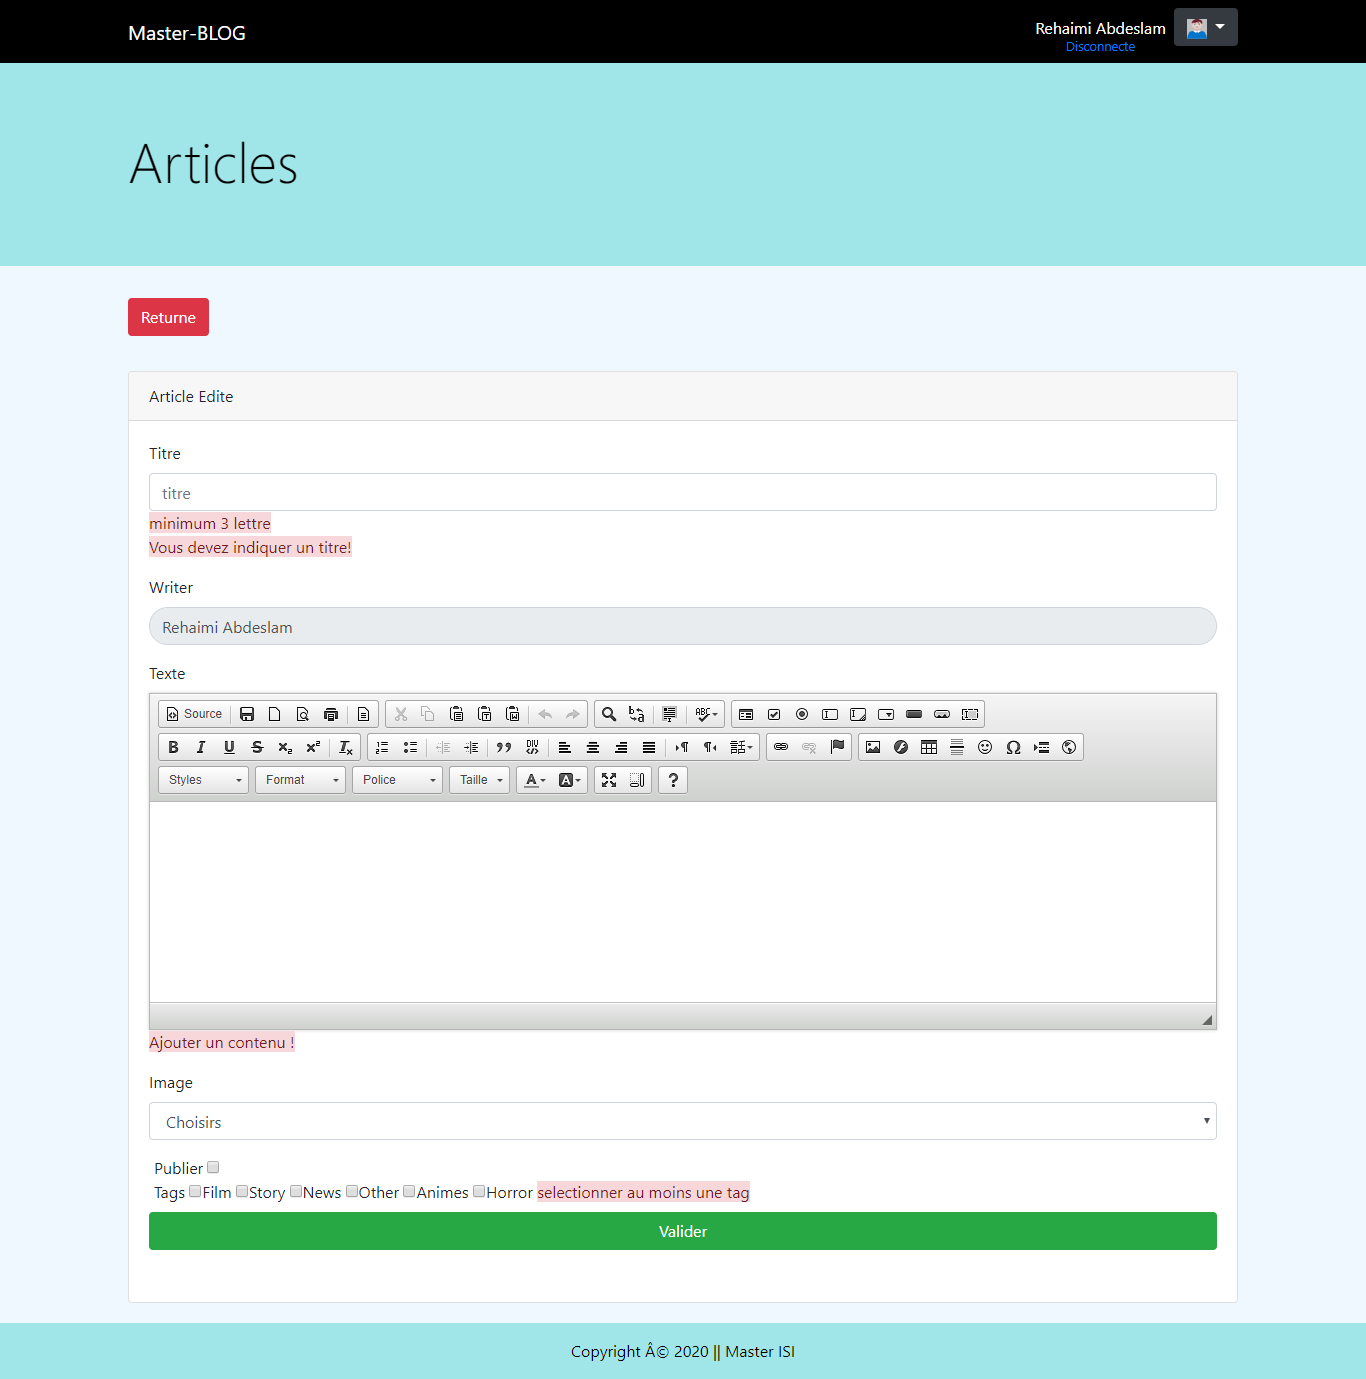 Master-BLOG
Rehaimi Abdeslam
Disconnecte
Articles
Returne
Article Edite
Titre
titre
minimum 3 lettre
Vous devez indiquer un titre!
Writer
Rehaimi Abdeslam
Texte
Source
Styles Format Police Taille
Ajouter un contenu !
Image
Choisirs
Publier
Tags Film Story News Other Animes Horror selectionner au moins une tag
Valider
Copyright Â© 2020 || Master ISI